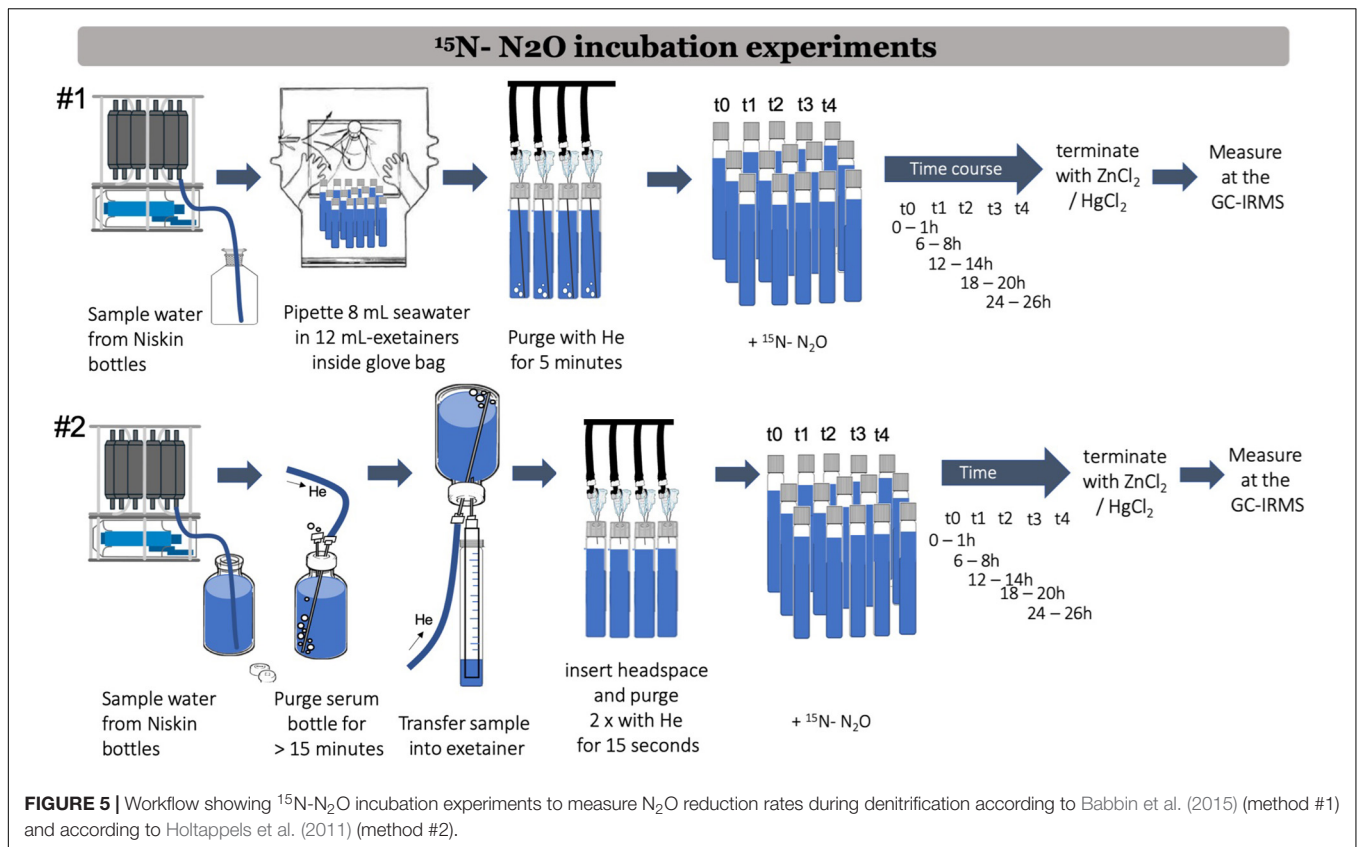 ¹⁵N- N2O incubation experiments
#1
Sample water
from Niskin
bottles
Pipette 8 mL seawater
in 12 mL-exetainers
inside glove bag
Purge with He
for 5 minutes
t0 t1 t2 t3 t4
+ ¹⁵N- N₂O
Time course
t0 t1 t2 t3 t4
0 – 1h
6 – 8h
12 – 14h
18 – 20h
24 – 26h
terminate
with ZnCl₂
/ HgCl₂
Measure
at the
GC-IRMS
#2
Sample water
from Niskin
bottles
He
Purge serum
bottle for
> 15 minutes
He
Transfer sample
into exetainer
insert headspace
and purge
2 x with He
for 15 seconds
t0 t1 t2 t3 t4
+ ¹⁵N- N₂O
Time
t0 t1 t2 t3 t4
0 – 1h
6 – 8h
12 – 14h
18 – 20h
24 – 26h
terminate
with ZnCl₂
/ HgCl₂
Measure
at the
GC-IRMS
FIGURE 5 | Workflow showing ¹⁵N-N₂O incubation experiments to measure N₂O reduction rates during denitrification according to Babbin et al. (2015) (method #1)
and according to Holtappels et al. (2011) (method #2).